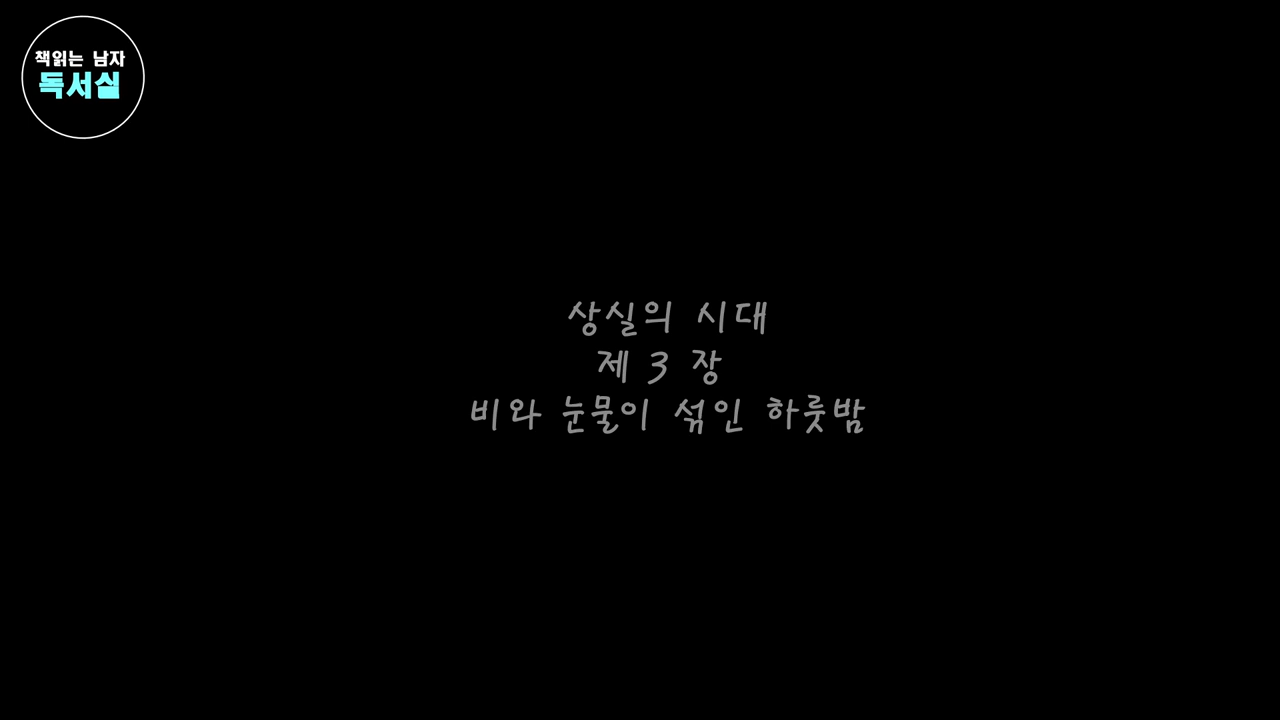 책읽는 남자
독서실
상실의 시대
제 3 장
비와 눈물이 섞인 하룻밤